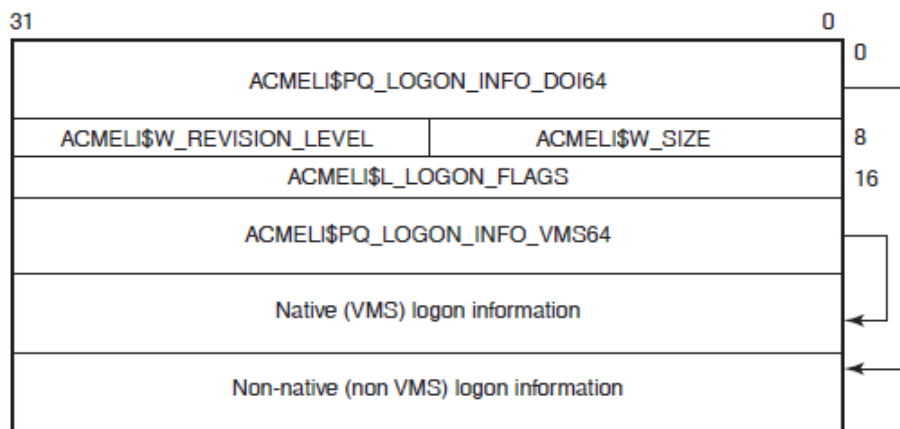 31 0
0
ACMELI$PQ_LOGON_INFO_DOI64
ACMELI$W_REVISION_LEVEL ACMELI$W_SIZE 8
ACMELI$L_LOGON_FLAGS 16
ACMELI$PQ_LOGON_INFO_VMS64
Native (VMS) logon information
Non-native (non VMS) logon information